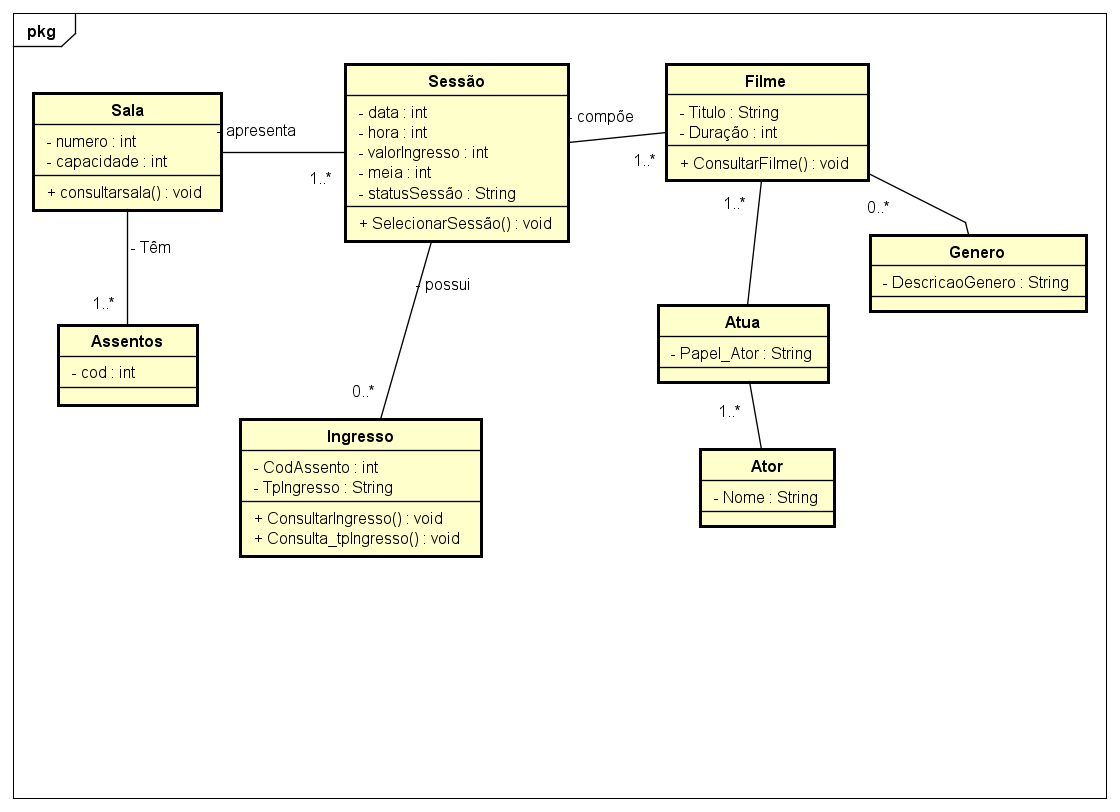 pkg
Sala
- numero : int
- capacidade : int
+ consultarsala() : void
- apresenta
1..*
Sessão
- data : int
- hora : int
- valorIngresso : int
- meia : int
- statusSessão : String
+ SelecionarSessão() : void
- compõe
1..*
Filme
- Titulo : String
- Duração : int
+ ConsultarFilme() : void
0..*
Genero
- DescricaoGenero : String
1..*
Atua
- Papel_Ator : String
1..*
Ator
- Nome : String
- Têm
1..*
Assentos
- cod : int
- possui
0..*
Ingresso
- CodAssento : int
- TpIngresso : String
+ ConsultarIngresso() : void
+ Consulta_tpIngresso() : void